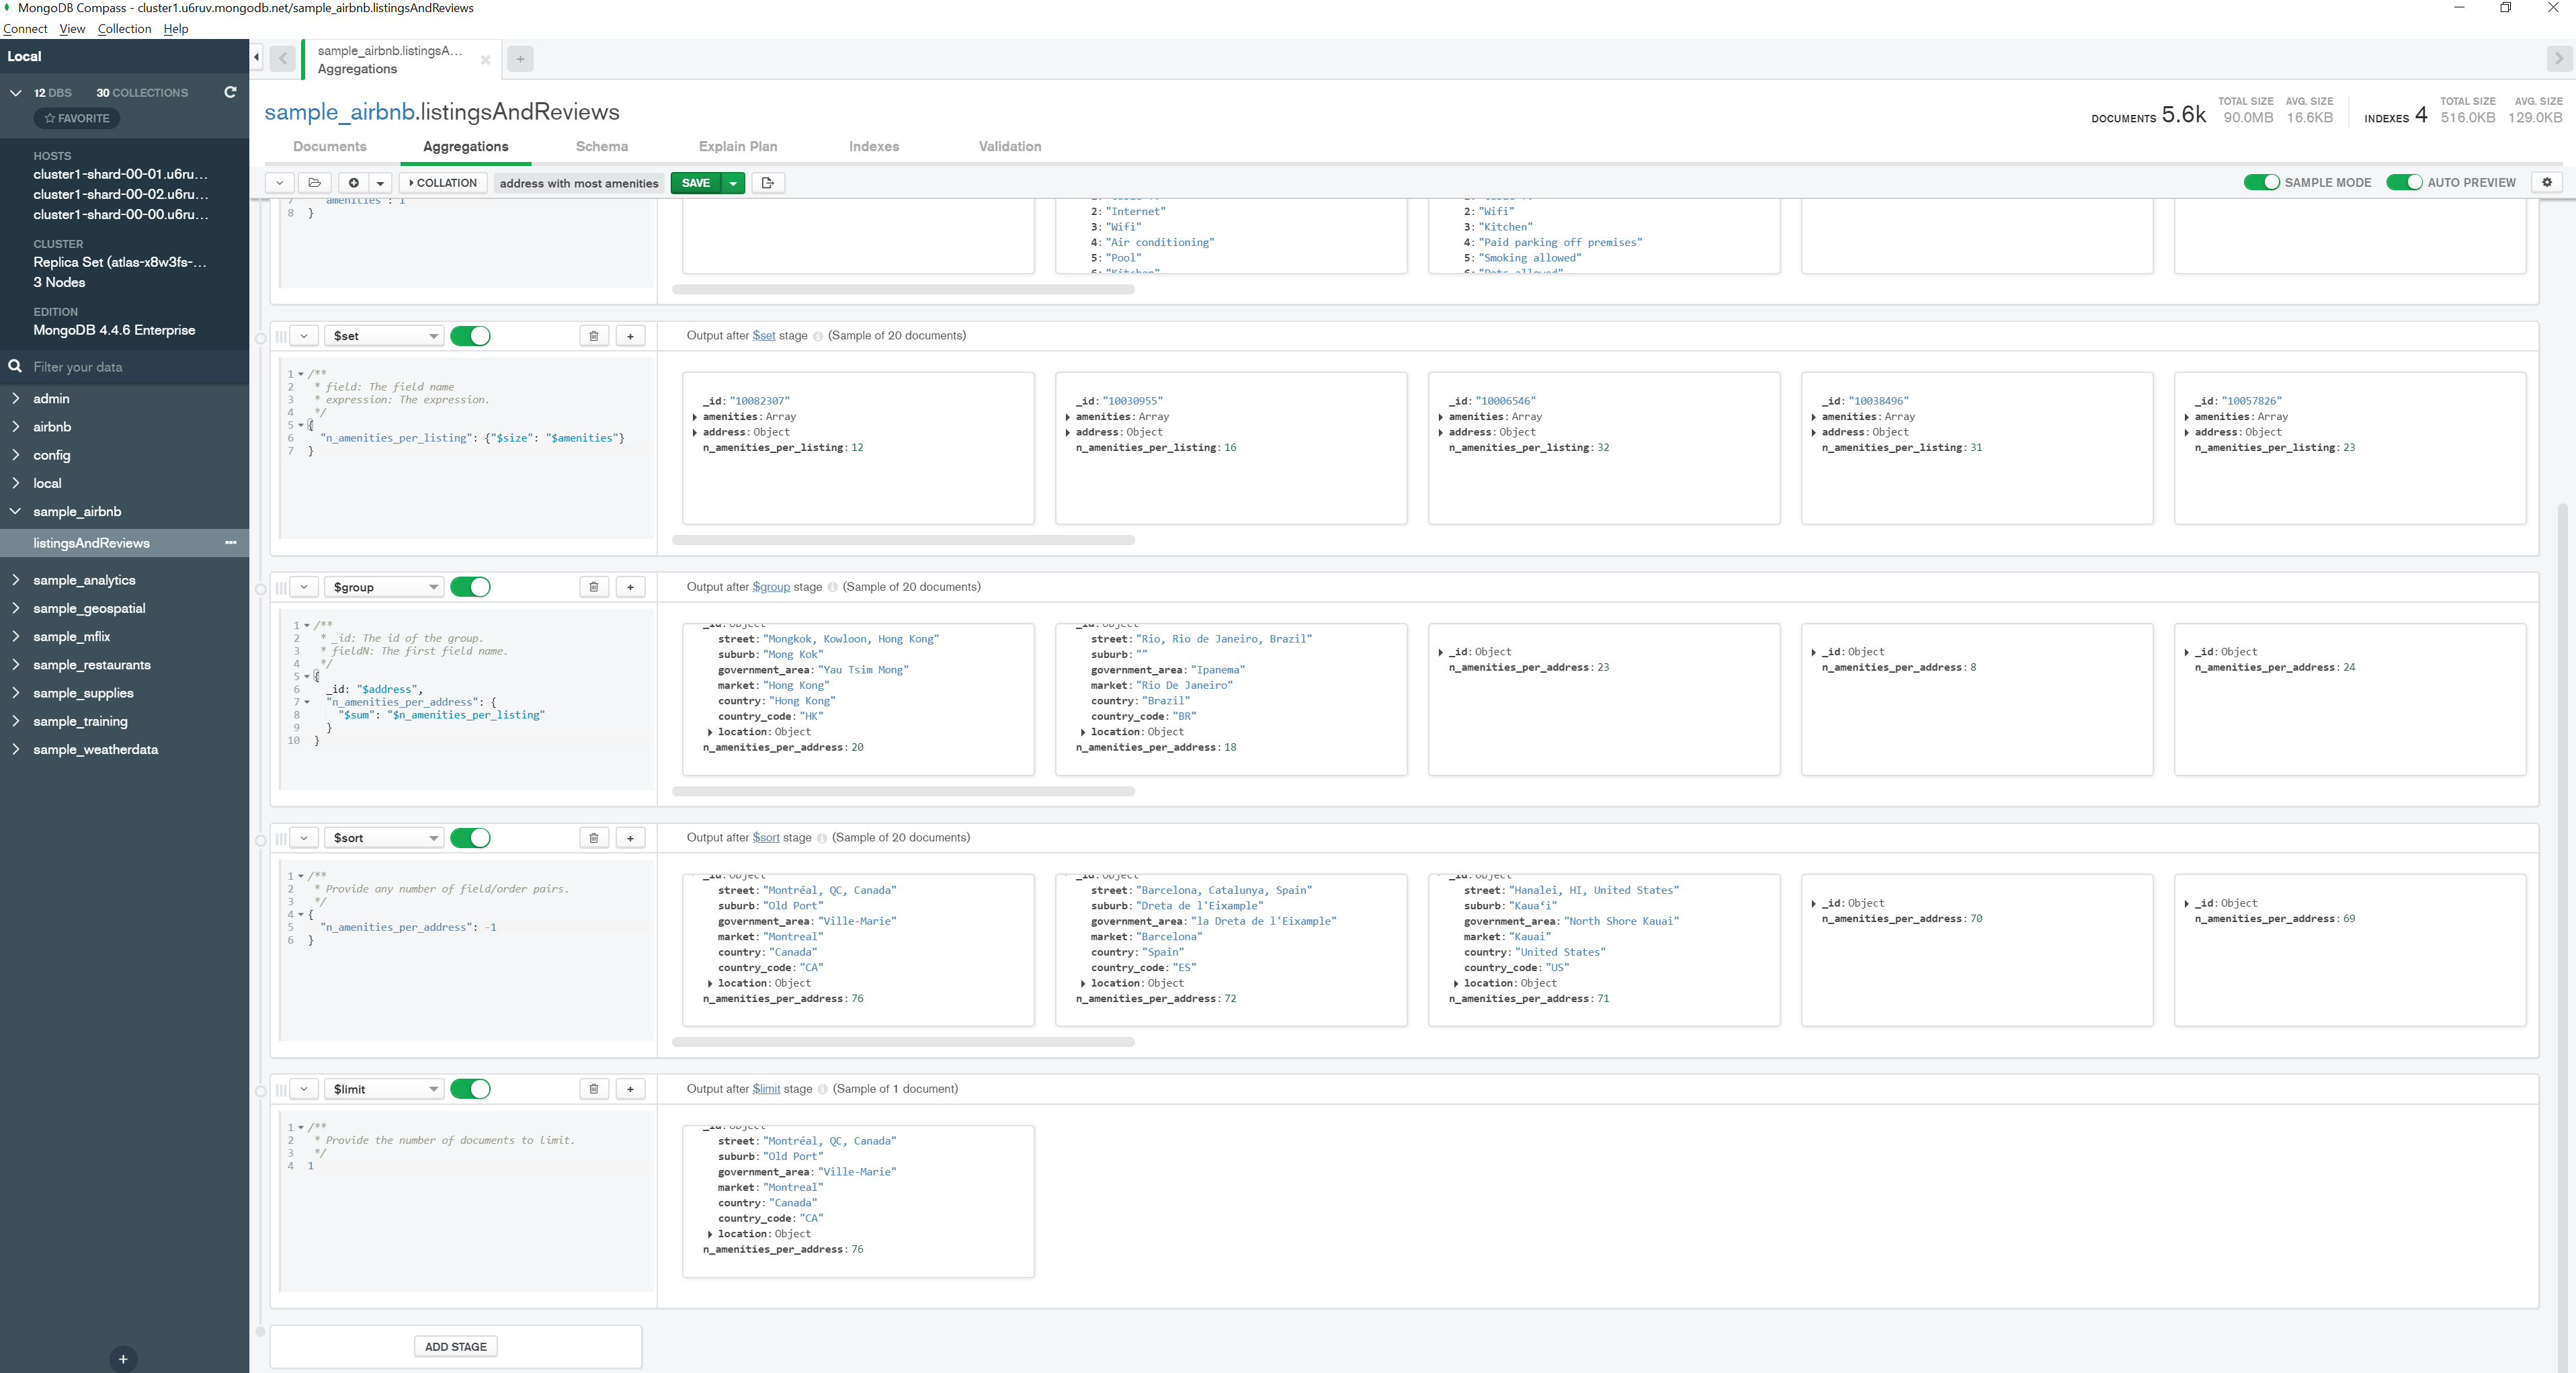 MongoDB Compass - cluster1.u6ruv.mongodb.net/sample_airbnb.listingsAndReviews
Connect View Collection Help
Local
12 DBS 30 COLLECTIONS
FAVORITE
HOSTS
cluster1-shard-00-01.u6ru...
cluster1-shard-00-02.u6ru...
cluster1-shard-00-00.u6ru...
CLUSTER
Replica Set (atlas-x8w3fs-...
3 Nodes
EDITION
MongoDB 4.4.6 Enterprise
Filter your data
admin
airbnb
config
local
sample_airbnb
listingsAndReviews
sample_analytics
sample_geospatial
sample_mflix
sample_restaurants
sample_supplies
sample_training
sample_weatherdata
sample_airbnb.listingsA...
Aggregations
sample_airbnb.listingsAndReviews
DOCUMENTS 5.6k TOTAL SIZE 90.0MB AVG. SIZE 16.6KB INDEXES 4 TOTAL SIZE 516.0KB AVG. SIZE 129.0KB
Documents Aggregations Schema Explain Plan Indexes Validation
COLLATION address with most amenities SAVE SAMPLE MODE AUTO PREVIEW
7 "amenities": 1
8 }
2: "Internet"
3: "Wifi"
4: "Air conditioning"
5: "Pool"
6: "Kitchen"
2: "Wifi"
3: "Kitchen"
4: "Paid parking off premises"
5: "Smoking allowed"
6: "Pets allowed"
$set
Output after $set stage (Sample of 20 documents)
1 /**
2 * field: The field name
3 * expression: The expression.
4 */
5 {
6 "n_amenities_per_listing": {"$size": "$amenities"}
7 }
_id: "10082307"
amenities: Array
address: Object
n_amenities_per_listing: 12
_id: "10030955"
amenities: Array
address: Object
n_amenities_per_listing: 16
_id: "10006546"
amenities: Array
address: Object
n_amenities_per_listing: 32
_id: "10038496"
amenities: Array
address: Object
n_amenities_per_listing: 31
_id: "10057826"
amenities: Array
address: Object
n_amenities_per_listing: 23
$group
Output after $group stage (Sample of 20 documents)
1 /**
2 * _id: The id of the group.
3 * fieldN: The first field name.
4 */
5 {
6 _id: "$address",
7 "n_amenities_per_address": {
8 "$sum": "$n_amenities_per_listing"
9 }
10 }
_id: Object
street: "Mongkok, Kowloon, Hong Kong"
suburb: "Mong Kok"
government_area: "Yau Tsim Mong"
market: "Hong Kong"
country: "Hong Kong"
country_code: "HK"
location: Object
n_amenities_per_address: 20
_id: Object
street: "Rio, Rio de Janeiro, Brazil"
suburb: ""
government_area: "Ipanema"
market: "Rio De Janeiro"
country: "Brazil"
country_code: "BR"
location: Object
n_amenities_per_address: 18
_id: Object
n_amenities_per_address: 23
_id: Object
n_amenities_per_address: 8
_id: Object
n_amenities_per_address: 24
$sort
Output after $sort stage (Sample of 20 documents)
1 /**
2 * Provide any number of field/order pairs.
3 */
4 {
5 "n_amenities_per_address": -1
6 }
_id: Object
street: "Montréal, QC, Canada"
suburb: "Old Port"
government_area: "Ville-Marie"
market: "Montreal"
country: "Canada"
country_code: "CA"
location: Object
n_amenities_per_address: 76
_id: Object
street: "Barcelona, Catalunya, Spain"
suburb: "Dreta de l'Eixample"
government_area: "la Dreta de l'Eixample"
market: "Barcelona"
country: "Spain"
country_code: "ES"
location: Object
n_amenities_per_address: 72
_id: Object
street: "Hanalei, HI, United States"
suburb: "Kauaʻi"
government_area: "North Shore Kauai"
market: "Kauai"
country: "United States"
country_code: "US"
location: Object
n_amenities_per_address: 71
_id: Object
n_amenities_per_address: 70
_id: Object
n_amenities_per_address: 69
$limit
Output after $limit stage (Sample of 1 document)
1 /**
2 * Provide the number of documents to limit.
3 */
4 1
_id: Object
street: "Montréal, QC, Canada"
suburb: "Old Port"
government_area: "Ville-Marie"
market: "Montreal"
country: "Canada"
country_code: "CA"
location: Object
n_amenities_per_address: 76
ADD STAGE